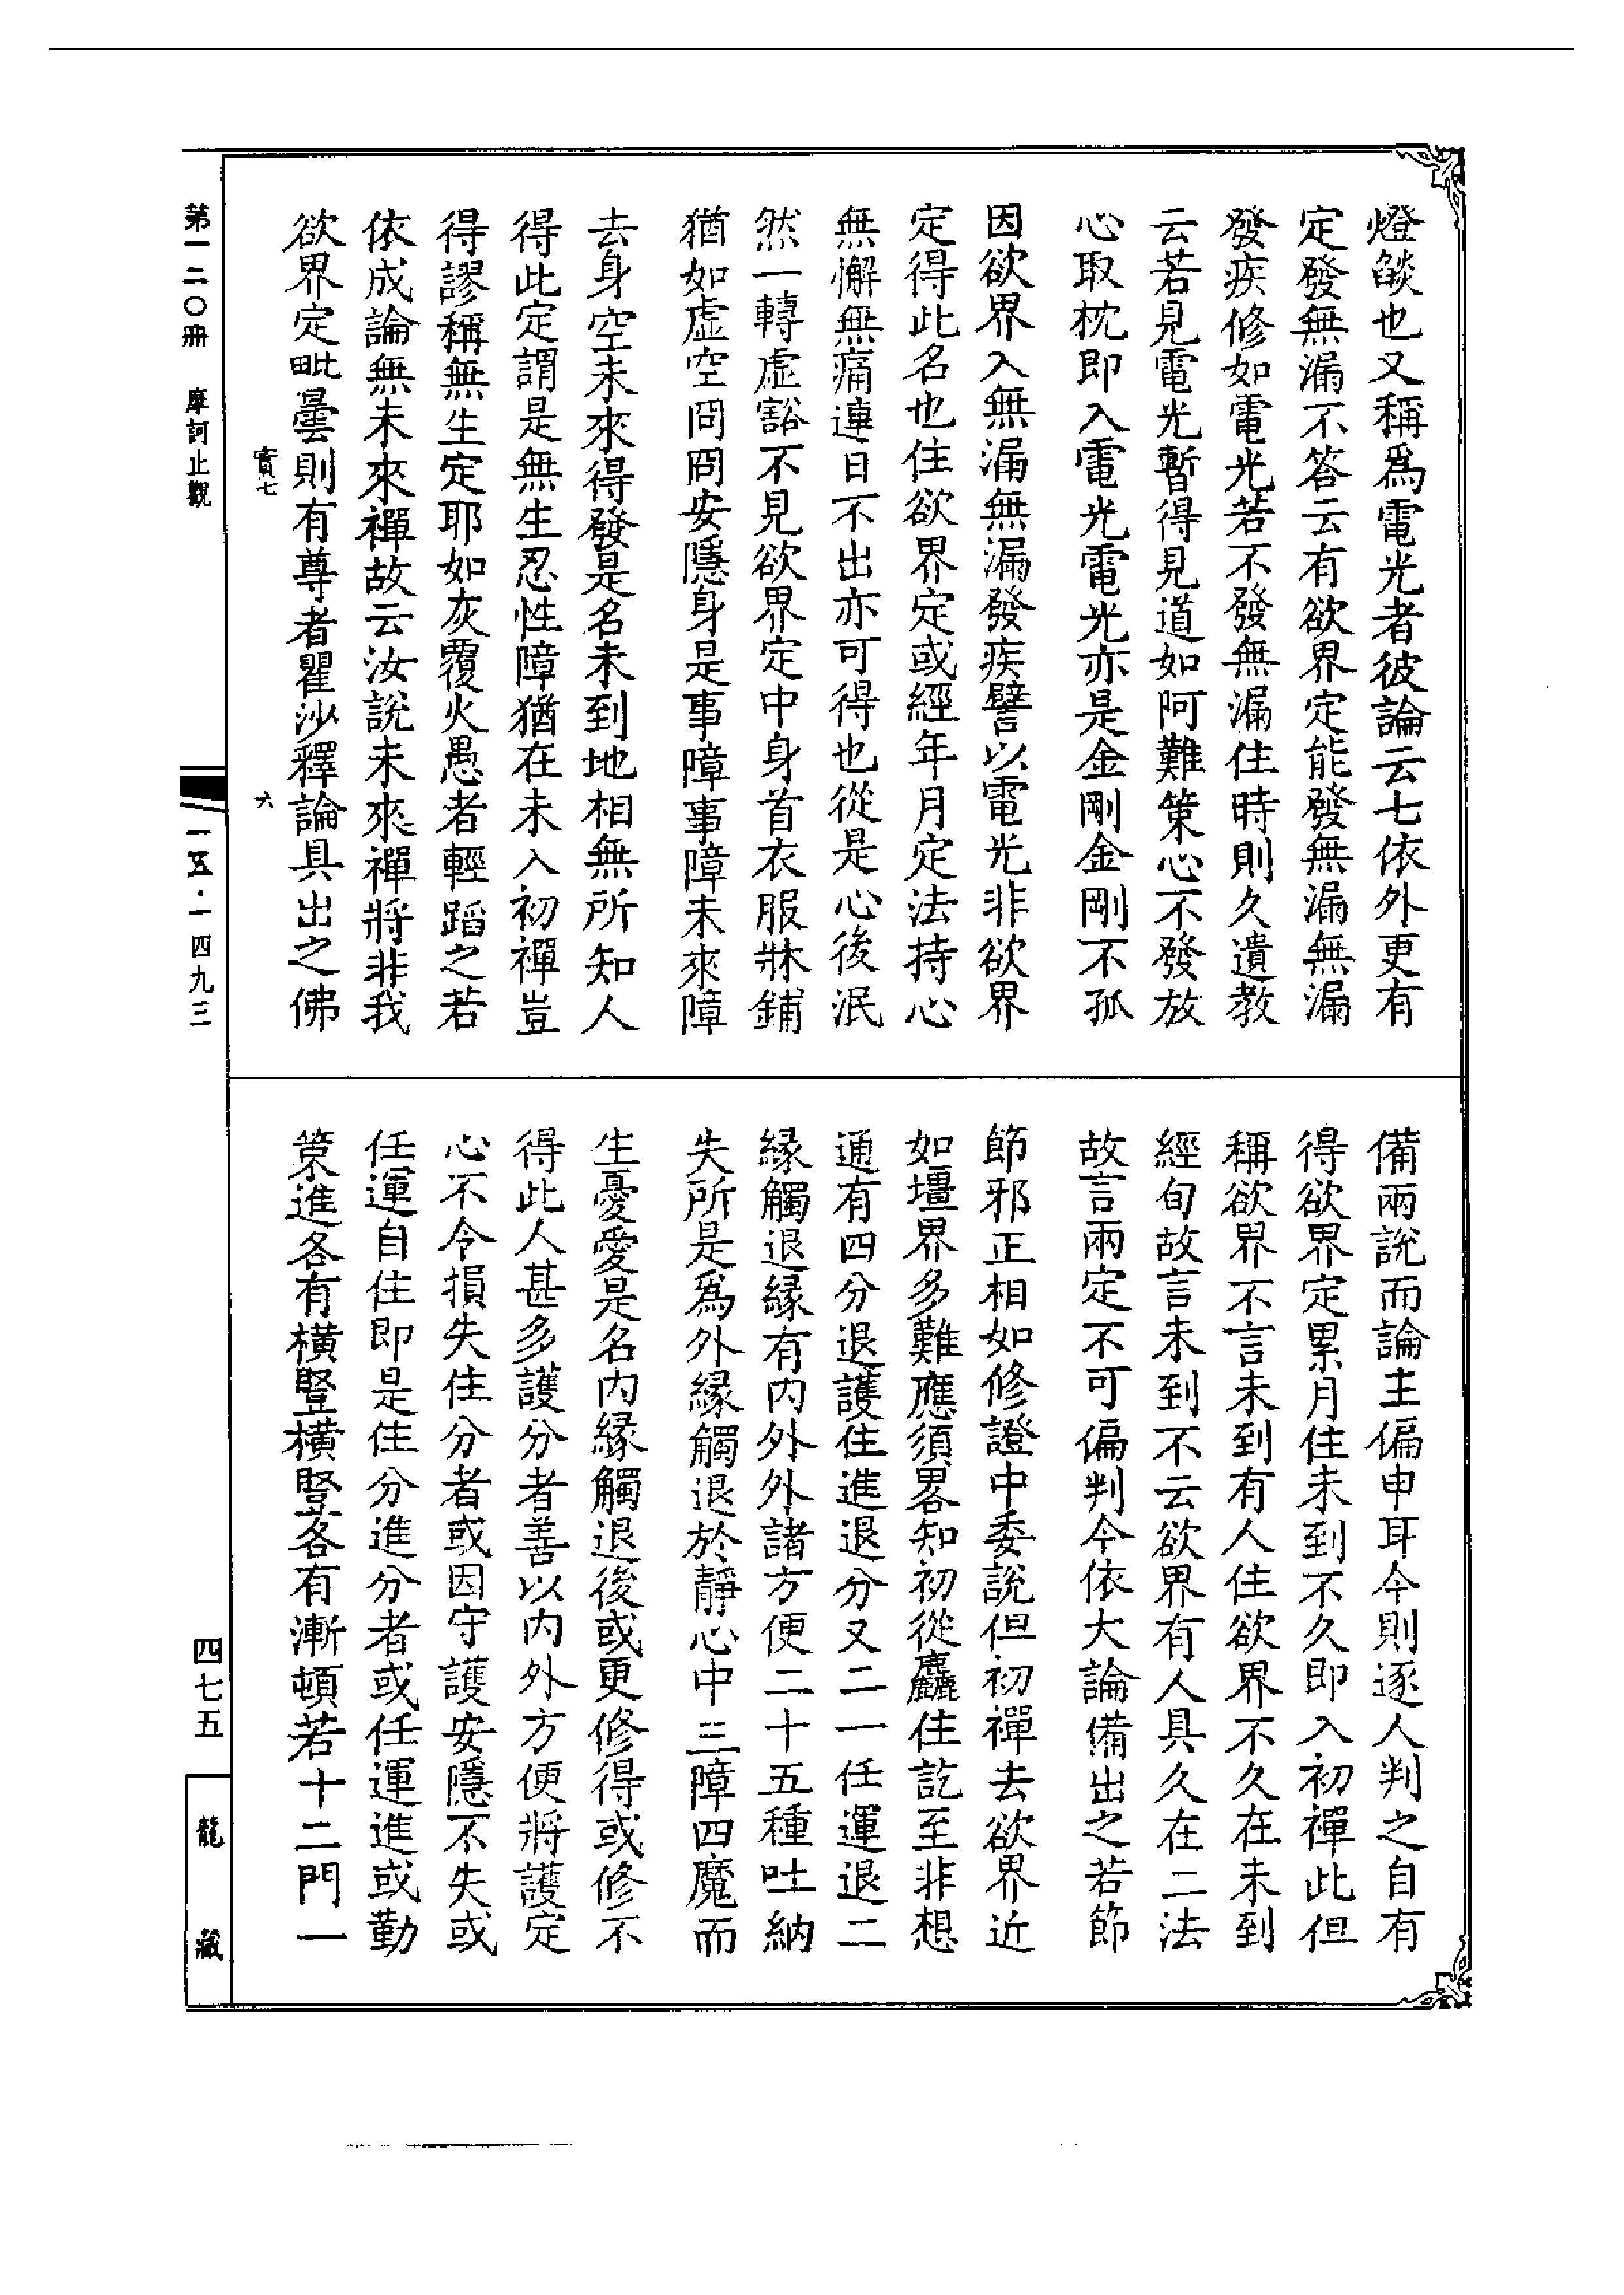 燈燄也又稱爲電光者彼論云七依外更有
定發無漏不答云有欲界定能發無漏無漏
發疾修如電光若不發無漏住時則久遺教
云若見電光暫得見道如阿難策心不發放
心取枕即入電光電光亦是金剛金剛不孤
因欲界入無漏無漏發疾譬以電光非欲界
定得此名也住欲界定或經年月定法持心
無懈無痛連日不出亦可得也從是心後泯
然一轉虛豁不見欲界定中身首衣服牀鋪
猶如虛空冏冏安隱身是事障事障未來障
去身空未來得發是名未到地相無所知人
得此定謂是無生忍性障猶在未入初禪豈
得謬稱無生定耶如灰覆火愚者輕蹈之若
依成論無未來禪故云汝說未來禪將非我
欲界定毗曇則有尊者瞿沙釋論具出之佛
備兩說而論主偏申耳今則逐人判之自有
得欲界定累月住未到不久即入初禪此但
稱欲界不言未到有人住欲界不久在未到
經旬故言未到不云欲界有人具久在二法
故言兩定不可偏判今依大論備出之若節
節邪正相如修證中委說但初禪去欲界近
如壃界多難應須畧知初從麤住訖至非想
通有四分退護住進退分又二一任運退二
緣觸退緣有內外外諸方便二十五種吐納
失所是爲外緣觸退於靜心中三障四魔而
生憂愛是名內緣觸退後或更修得或修不
得此人甚多護分者善以內外方便將護定
心不令損失住分者或因守護安隱不失或
任運自住即是住分進分者或任運進或勤
策進各有橫豎橫豎各有漸頓若十二門一
第一二〇冊 摩訶止觀
一五·一四九三
四七五
龍藏
六